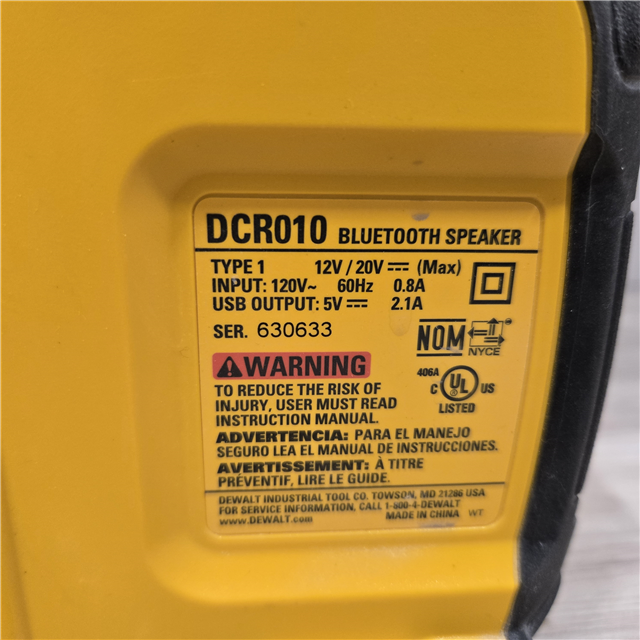 DCR010 BLUETOOTH SPEAKER
TYPE 1 12V / 20V ⎓ (Max)
INPUT: 120V~ 60Hz 0.8A
USB OUTPUT: 5V ⎓ 2.1A
SER. 630633
NOM
NYCE
⚠WARNING
406A
C UL US
LISTED
TO REDUCE THE RISK OF
INJURY, USER MUST READ
INSTRUCTION MANUAL.
ADVERTENCIA: PARA EL MANEJO
SEGURO LEA EL MANUAL DE INSTRUCCIONES.
AVERTISSEMENT: À TITRE
PRÉVENTIF, LIRE LE GUIDE.
DEWALT INDUSTRIAL TOOL CO. TOWSON, MD 21286 USA
FOR SERVICE INFORMATION, CALL 1-800-4-DEWALT
WWW.DEWALT.com MADE IN CHINA WT